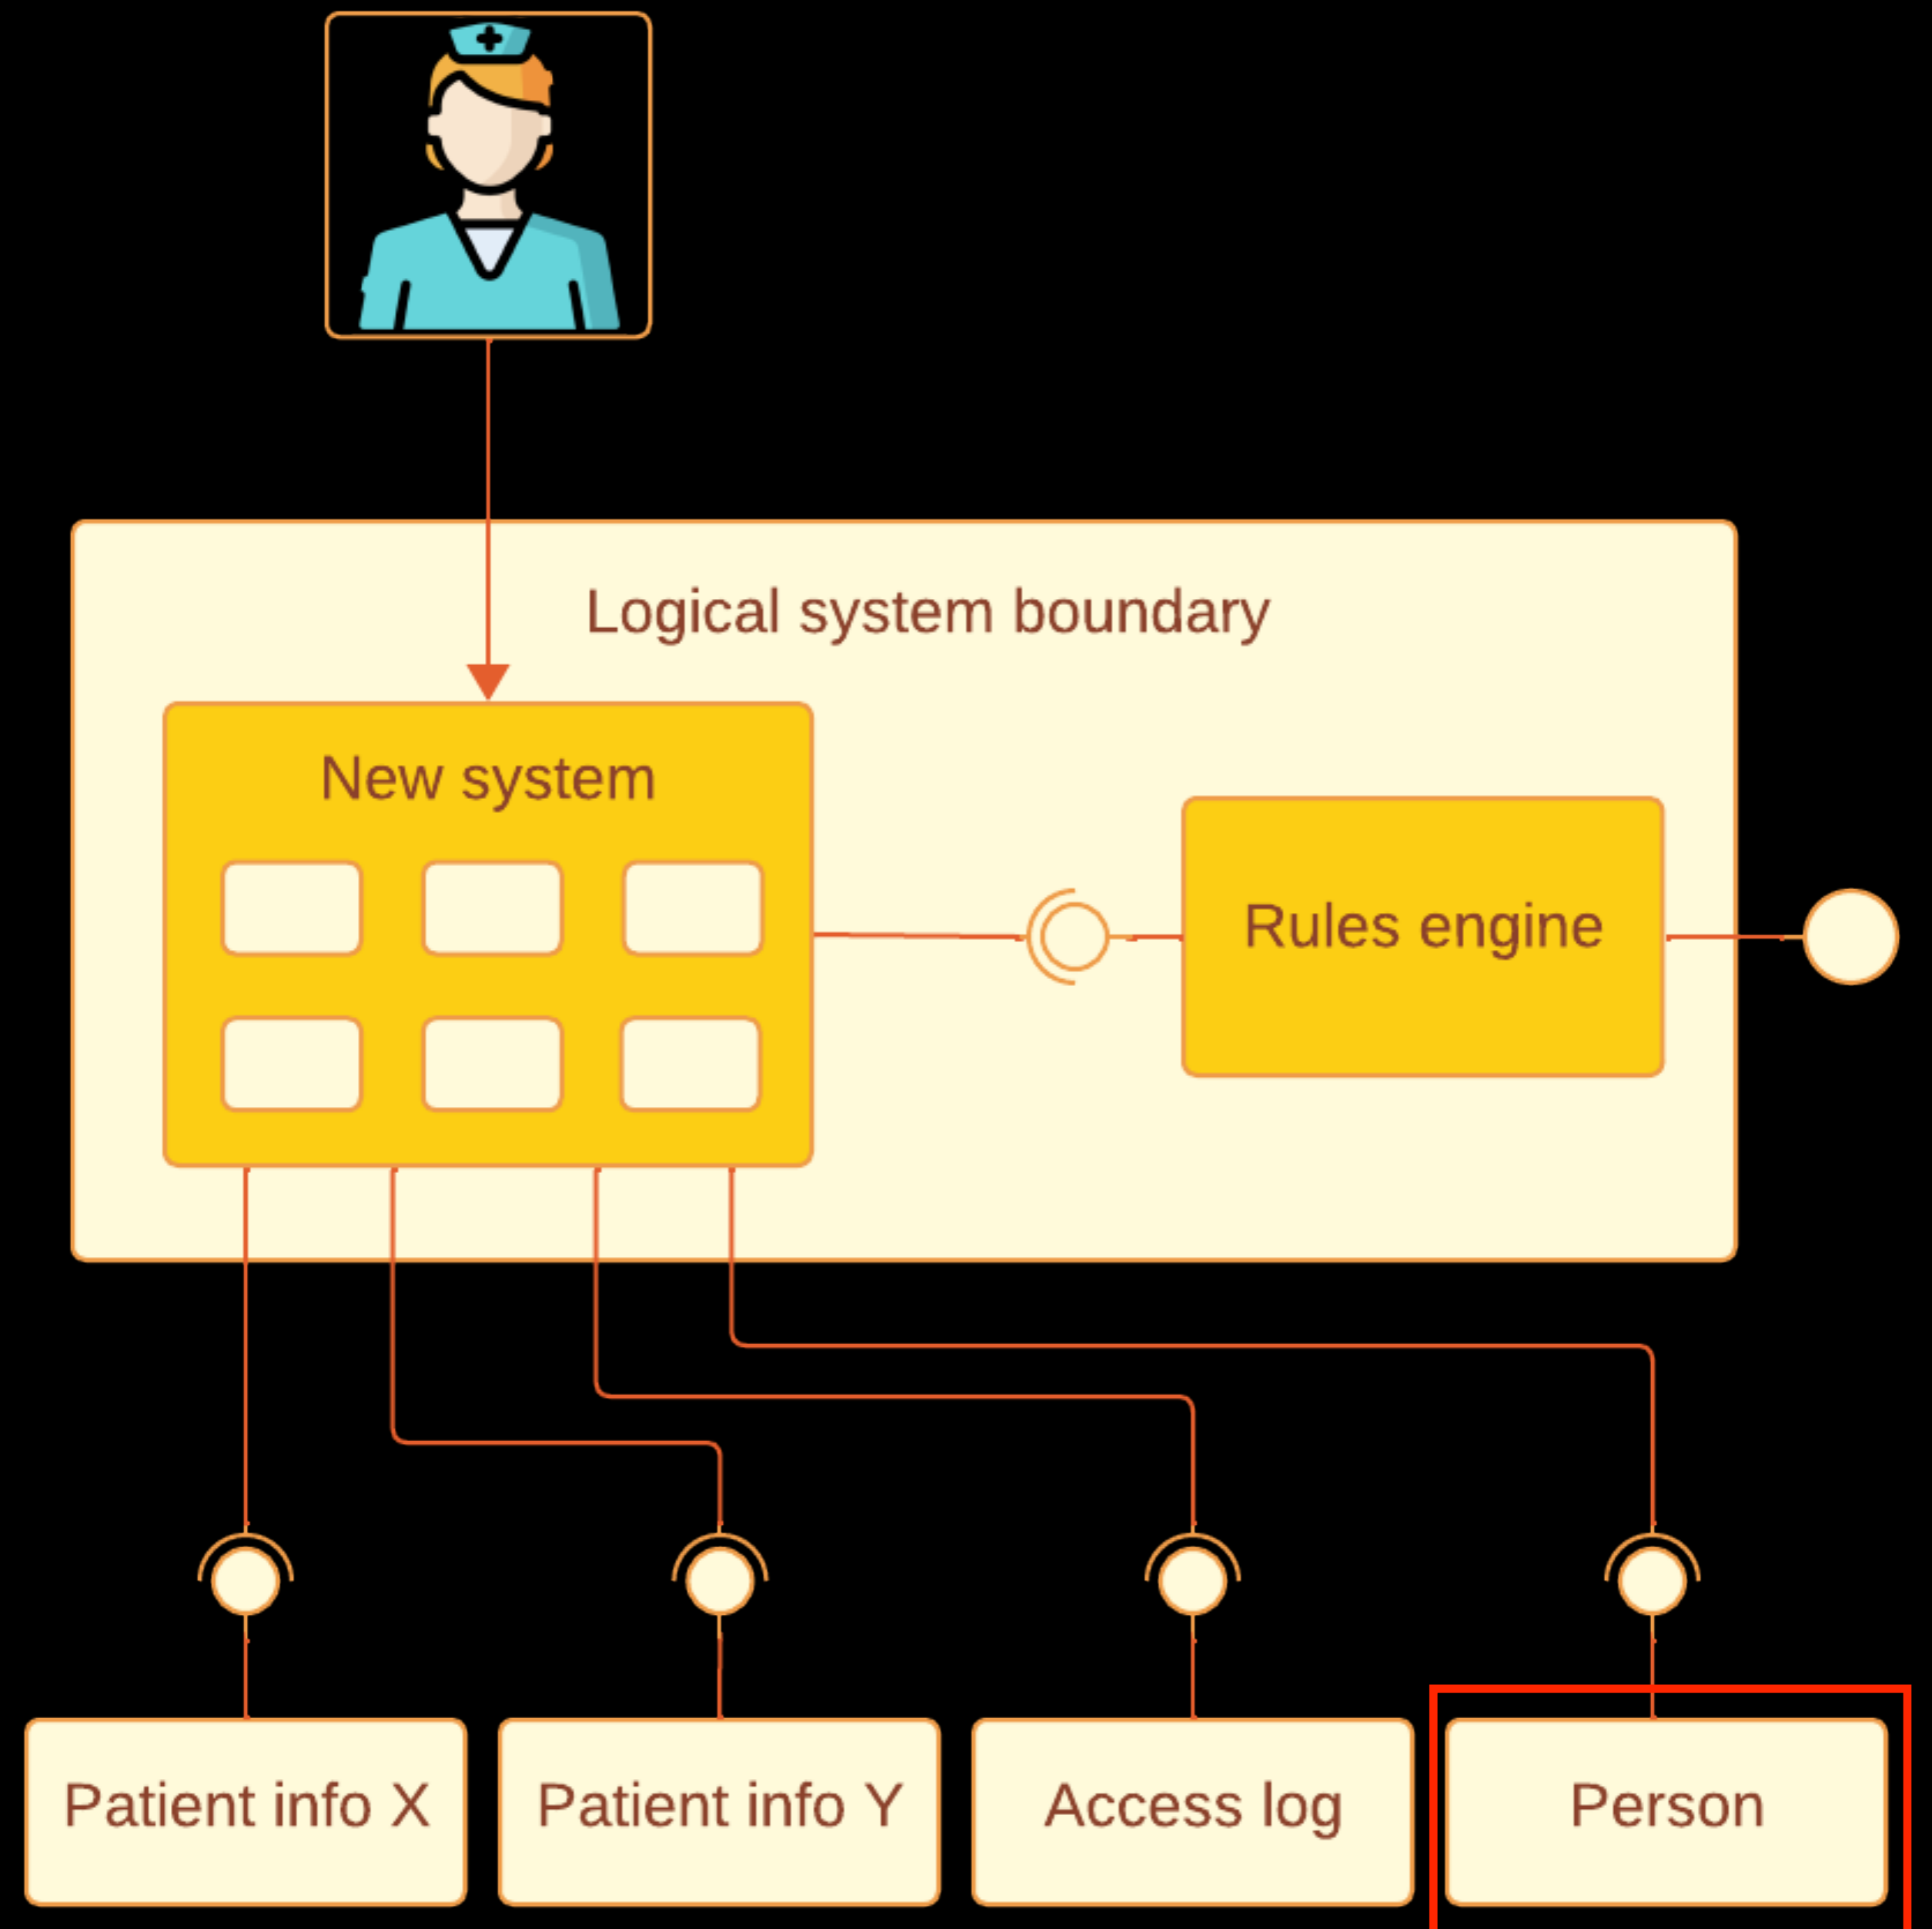 Logical system boundary
New system
Rules engine
Patient info X
Patient info Y
Access log
Person